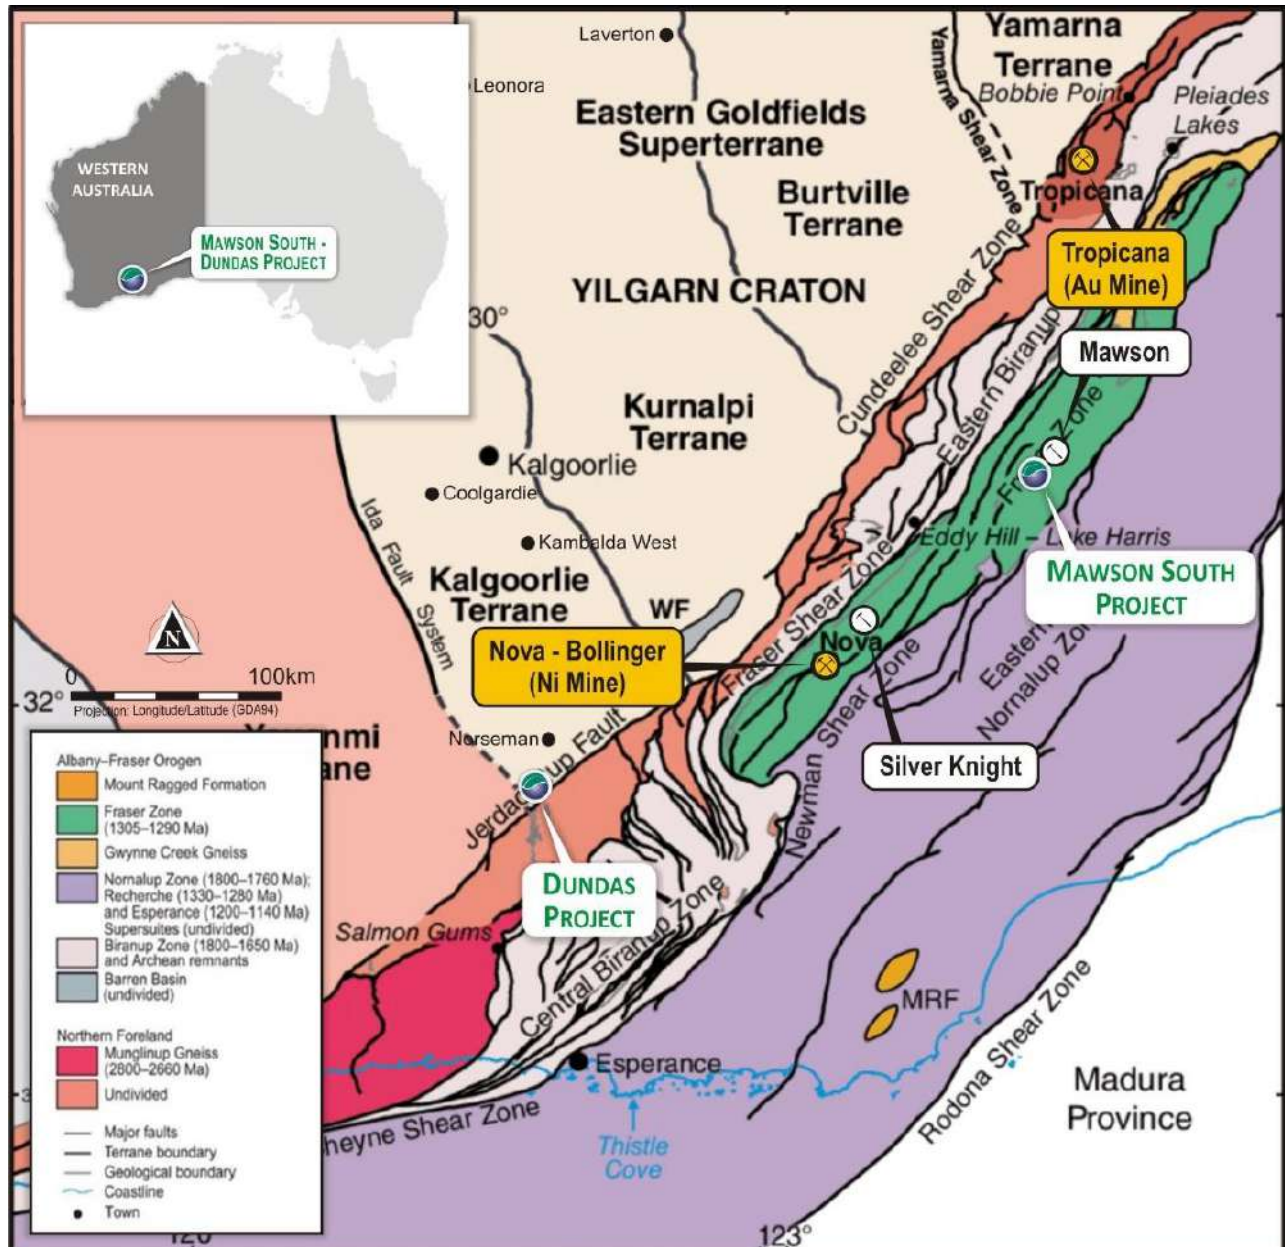 WESTERN
AUSTRALIA
MAWSON SOUTH -
DUNDAS PROJECT
Laverton
Leonora
Eastern Goldfields
Superterrane
Burtville
Terrane
YILGARN CRATON
30°
Kurnalpi
Terrane
Kalgoorlie
Coolgardie
Kambalda West
Kalgoorlie
Terrane
WF
Ida Fault System
Yamarna Shear Zone
Yamarna
Terrane
Bobbie Point
Pleiades
Lakes
Tropicana
Tropicana
(Au Mine)
Mawson
Cundeelee Shear Zone
Eastern Biranup
Zone
Eddy Hill – Lake Harris
MAWSON SOUTH
PROJECT
Fraser Shear Zone
Nova
Nova - Bollinger
(Ni Mine)
Silver Knight
Newman Shear Zone
Eastern
Nornalup Zone
N
0
100km
Projection: Longitude/Latitude (GDA94)
32°
Norseman
Jerdacuttup Fault
DUNDAS
PROJECT
Salmon Gums
Central Biranup Zone
MRF
Esperance
Rodona Shear Zone
Madura
Province
heyne Shear Zone
Thistle
Cove
123°
Albany–Fraser Orogen
Mount Ragged Formation
Fraser Zone
(1305–1290 Ma)
Gwynne Creek Gneiss
Nornalup Zone (1800–1760 Ma);
Recherche (1330–1280 Ma)
and Esperance (1200–1140 Ma)
Supersuites (undivided)
Biranup Zone (1800–1650 Ma)
and Archean remnants
Barren Basin
(undivided)
Northern Foreland
Munglinup Gneiss
(2800–2660 Ma)
Undivided
Major faults
Terrane boundary
Geological boundary
Coastline
Town